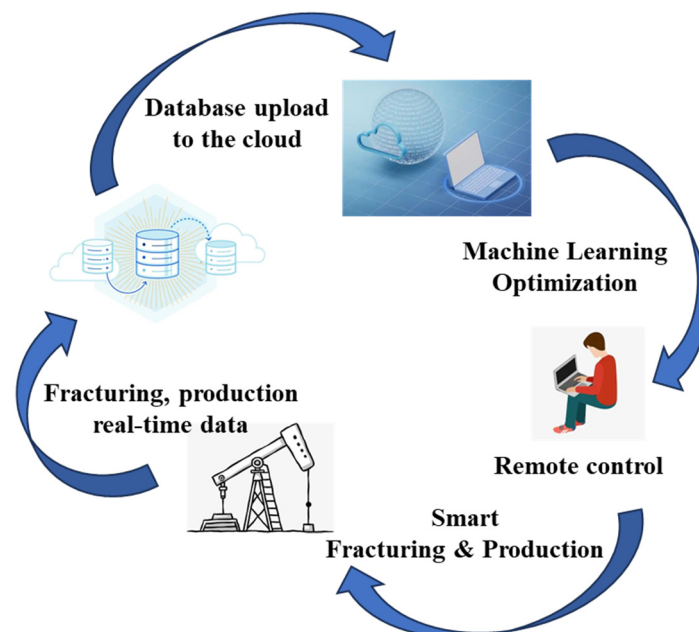 Database upload
to the cloud
Machine Learning
Optimization
Fracturing, production
real-time data
Remote control
Smart
Fracturing & Production